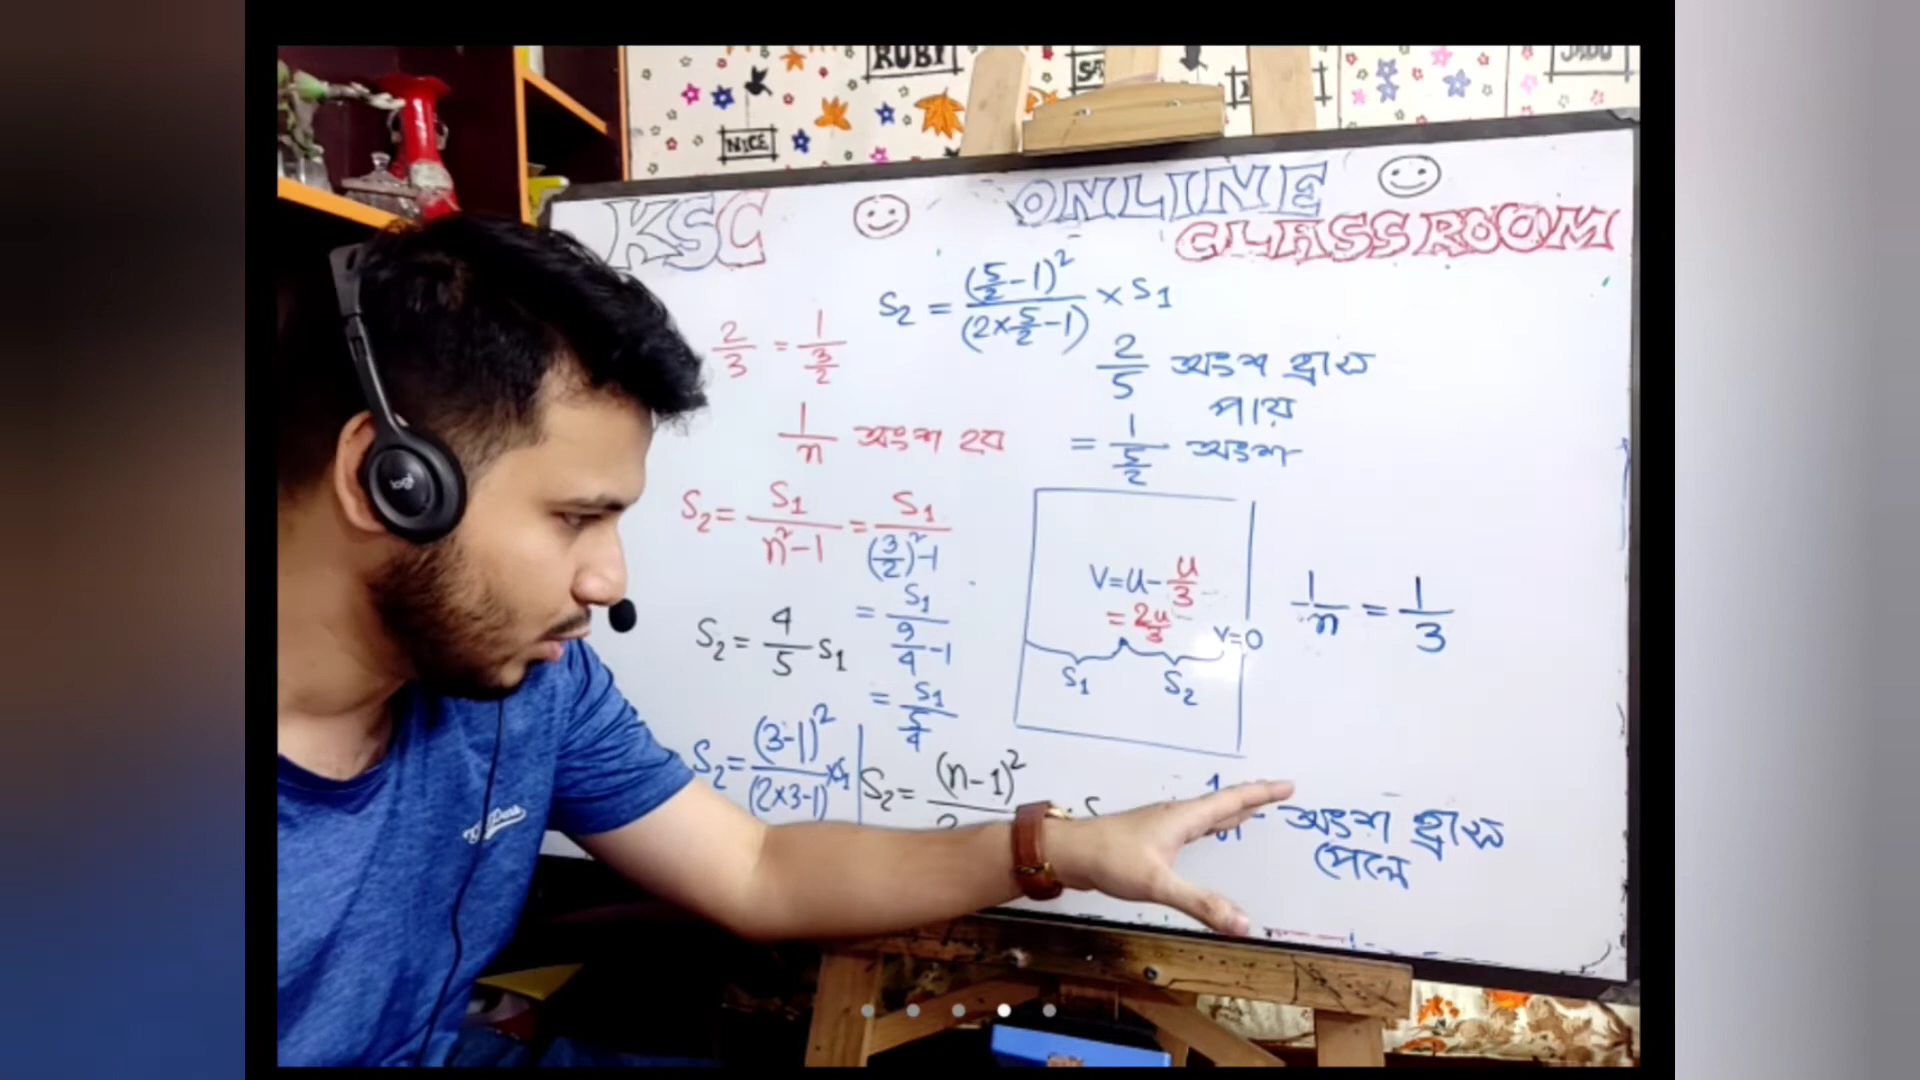 RUBY
NICE
KSC
ONLINE
CLASSROOM
S₂ = (5/2 - 1)² / (2×5/2 - 1) × S₁
2/3 = 1/(3/2)
2/5 অংশ হ্রাস
পায়
1/n অংশ হয়
= 1/(5/2) অংশ
S₂ = S₁/(n²-1) = S₁/((3/2)²-1)
= S₁/(9/4 - 1)
= S₁/(5/4)
S₂ = 4/5 S₁
V = u - u/3
= 2u/3
V=0
S₁
S₂
1/n = 1/3
S₂ = (3-1)²/(2×3-1) × S₁
S₂ = (n-1)²
অংশ হ্রাস
পেলে
logi